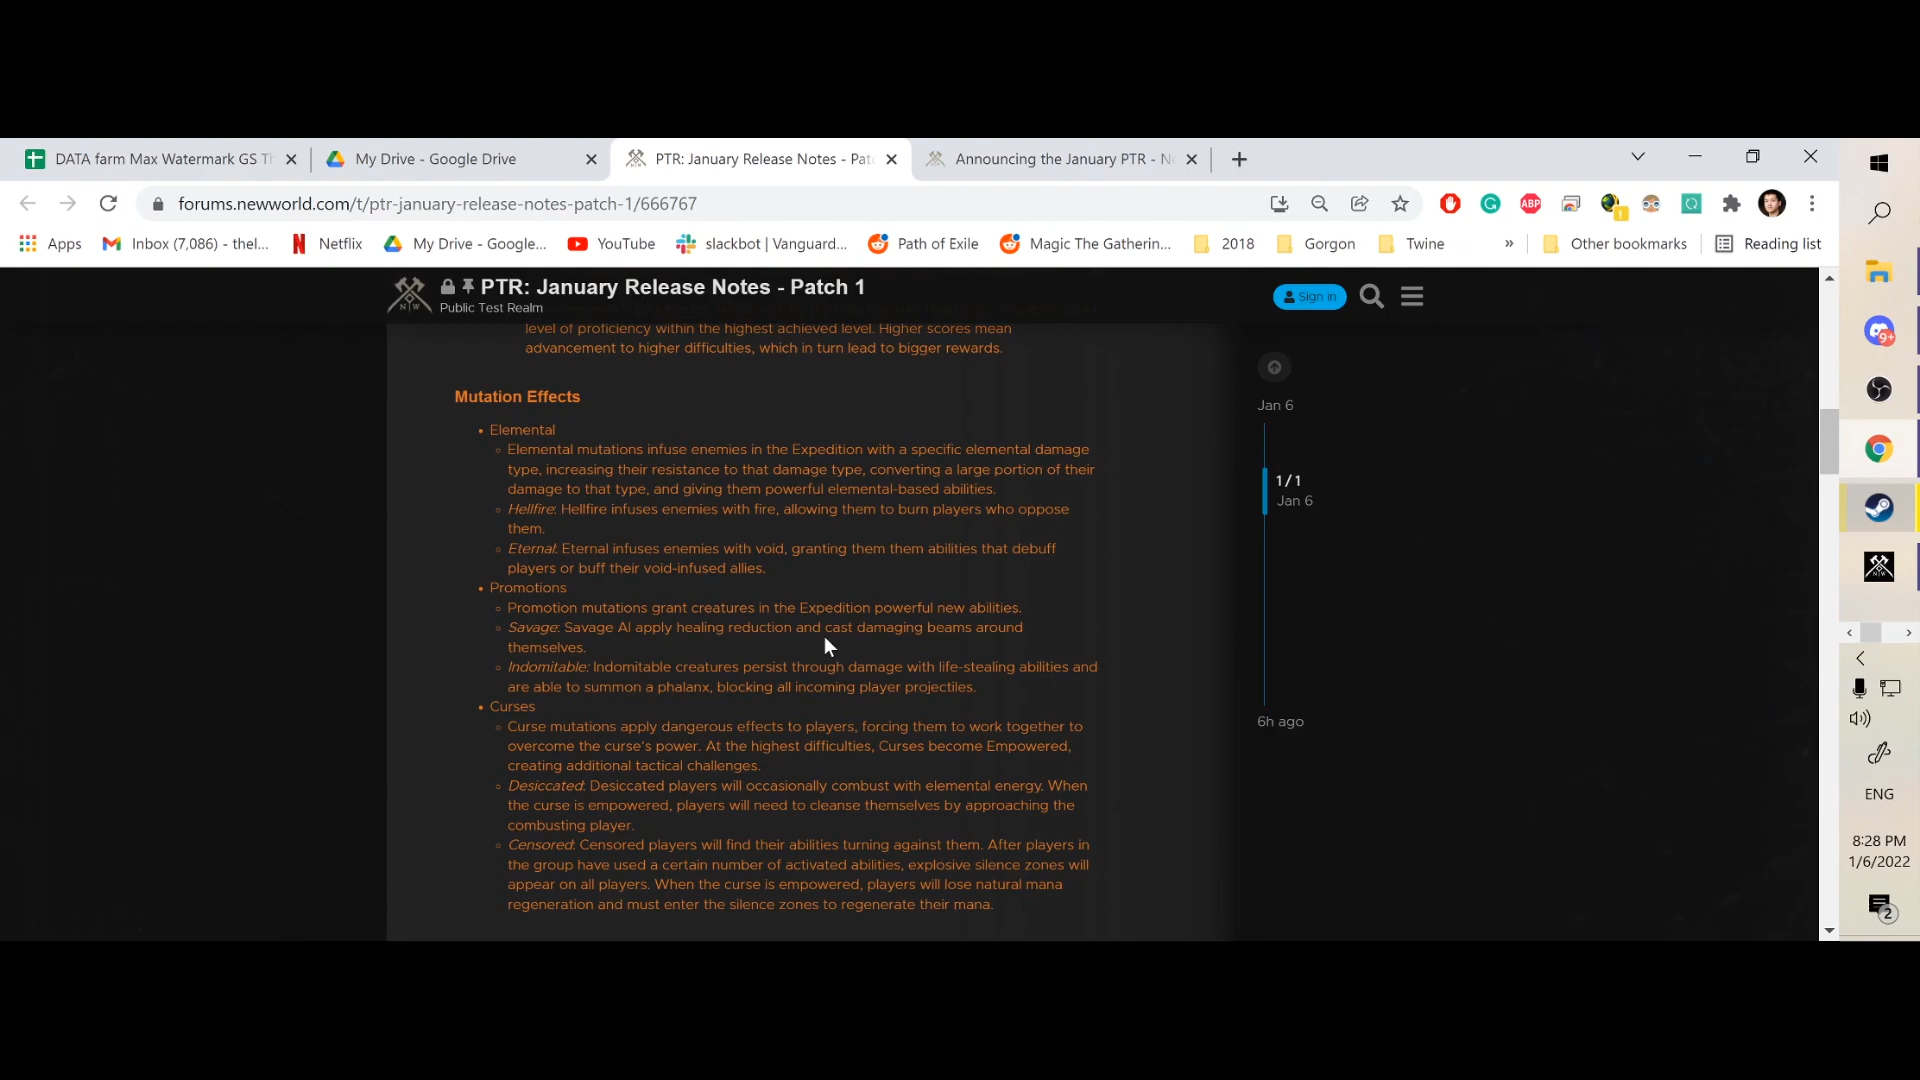 DATA farm Max Watermark GS Th
My Drive - Google Drive
PTR: January Release Notes - Patc
Announcing the January PTR - Ne
forums.newworld.com/t/ptr-january-release-notes-patch-1/666767
ABP
1
Apps
Inbox (7,086) - thel...
Netflix
My Drive - Google...
YouTube
slackbot | Vanguard...
Path of Exile
Magic The Gatherin...
2018
Gorgon
Twine
»
Other bookmarks
Reading list
N W
PTR: January Release Notes - Patch 1
Public Test Realm
Sign in
level of proficiency within the highest achieved level. Higher scores mean
advancement to higher difficulties, which in turn lead to bigger rewards.
Mutation Effects
• Elemental
◦ Elemental mutations infuse enemies in the Expedition with a specific elemental damage
type, increasing their resistance to that damage type, converting a large portion of their
damage to that type, and giving them powerful elemental-based abilities.
◦ Hellfire: Hellfire infuses enemies with fire, allowing them to burn players who oppose
them.
◦ Eternal: Eternal infuses enemies with void, granting them them abilities that debuff
players or buff their void-infused allies.
• Promotions
◦ Promotion mutations grant creatures in the Expedition powerful new abilities.
◦ Savage: Savage AI apply healing reduction and cast damaging beams around
themselves.
◦ Indomitable: Indomitable creatures persist through damage with life-stealing abilities and
are able to summon a phalanx, blocking all incoming player projectiles.
• Curses
◦ Curse mutations apply dangerous effects to players, forcing them to work together to
overcome the curse's power. At the highest difficulties, Curses become Empowered,
creating additional tactical challenges.
◦ Desiccated: Desiccated players will occasionally combust with elemental energy. When
the curse is empowered, players will need to cleanse themselves by approaching the
combusting player.
◦ Censored: Censored players will find their abilities turning against them. After players in
the group have used a certain number of activated abilities, explosive silence zones will
appear on all players. When the curse is empowered, players will lose natural mana
regeneration and must enter the silence zones to regenerate their mana.
Jan 6
1 / 1
Jan 6
6h ago
9+
N W
ENG
8:28 PM
1/6/2022
2